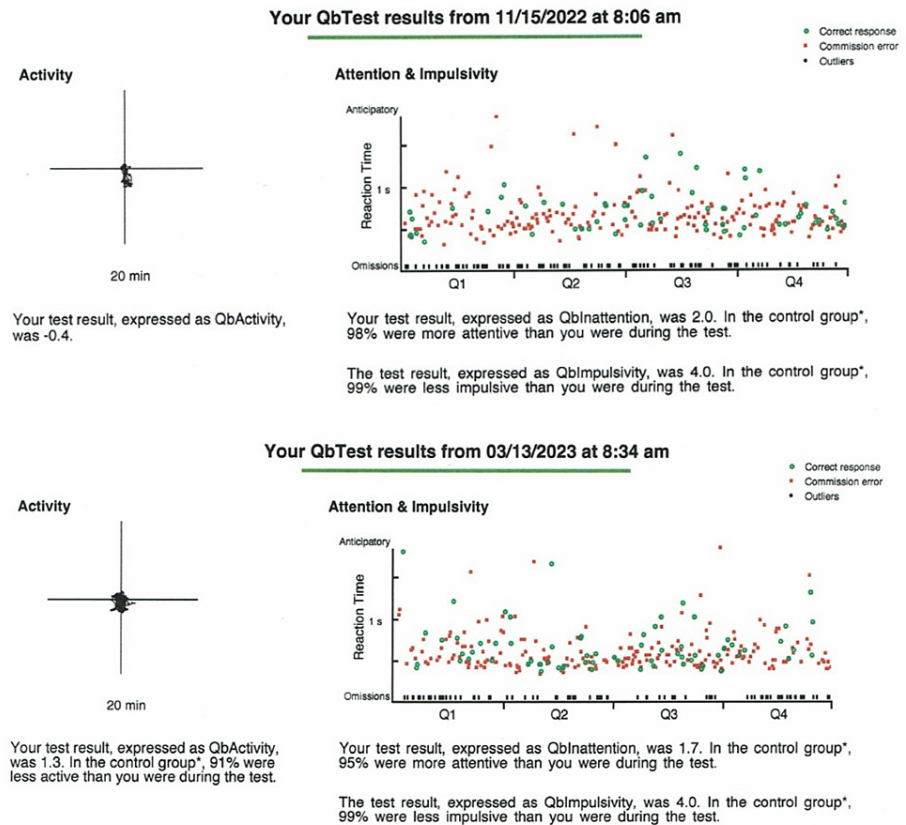 Your QbTest results from 11/15/2022 at 8:06 am
Correct response
Commission error
Outliers
Activity
Attention & Impulsivity
Anticipatory
Reaction Time
1 s
Omissions
Q1 Q2 Q3 Q4
20 min
Your test result, expressed as QbActivity,
was -0.4.
Your test result, expressed as QbInattention, was 2.0. In the control group*,
98% were more attentive than you were during the test.
The test result, expressed as QbImpulsivity, was 4.0. In the control group*,
99% were less impulsive than you were during the test.
Your QbTest results from 03/13/2023 at 8:34 am
Correct response
Commission error
Outliers
Activity
Attention & Impulsivity
Anticipatory
Reaction Time
1 s
Omissions
Q1 Q2 Q3 Q4
20 min
Your test result, expressed as QbActivity,
was 1.3. In the control group*, 91% were
less active than you were during the test.
Your test result, expressed as QbInattention, was 1.7. In the control group*,
95% were more attentive than you were during the test.
The test result, expressed as QbImpulsivity, was 4.0. In the control group*,
99% were less impulsive than you were during the test.